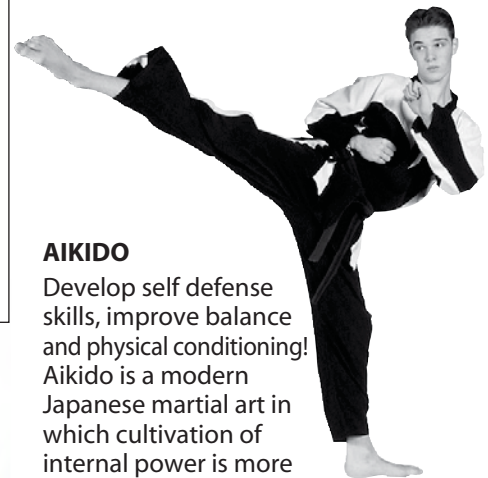 AIKIDO
Develop self defense
skills, improve balance
and physical conditioning!
Aikido is a modern
Japanese martial art in
which cultivation of
internal power is more